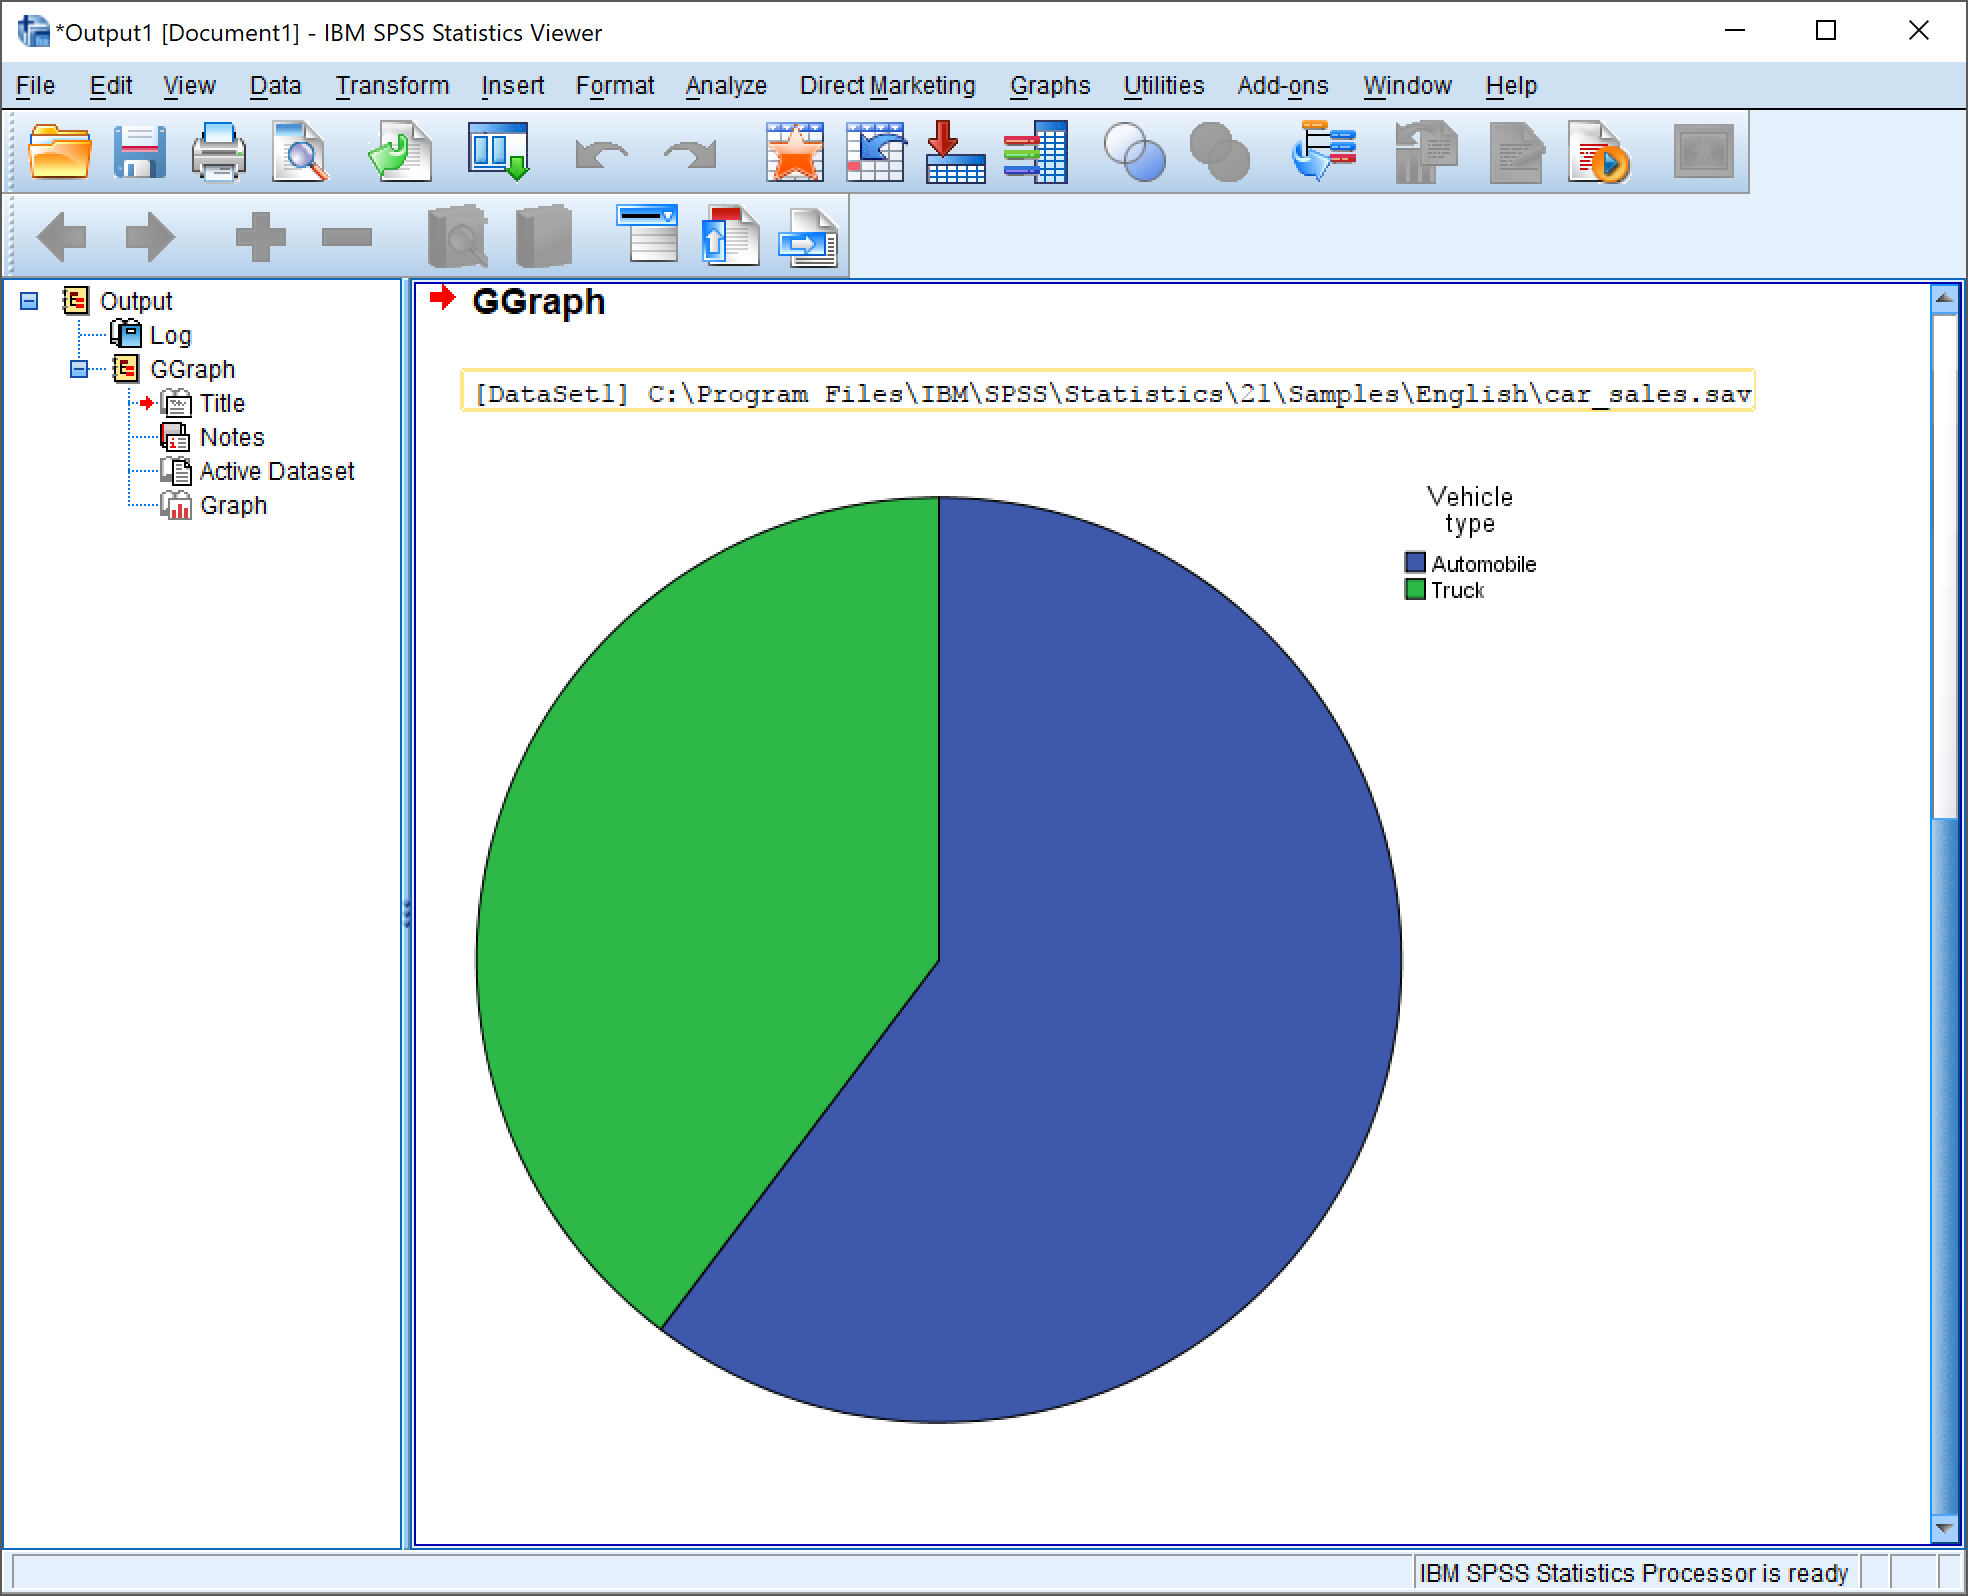 *Output1 [Document1] - IBM SPSS Statistics Viewer
File Edit View Data Transform Insert Format Analyze Direct Marketing Graphs Utilities Add-ons Window Help
Output
Log
GGraph
Title
Notes
Active Dataset
Graph
GGraph
[DataSet1] C:\Program Files\IBM\SPSS\Statistics\21\Samples\English\car_sales.sav
Vehicle
type
Automobile
Truck
IBM SPSS Statistics Processor is ready